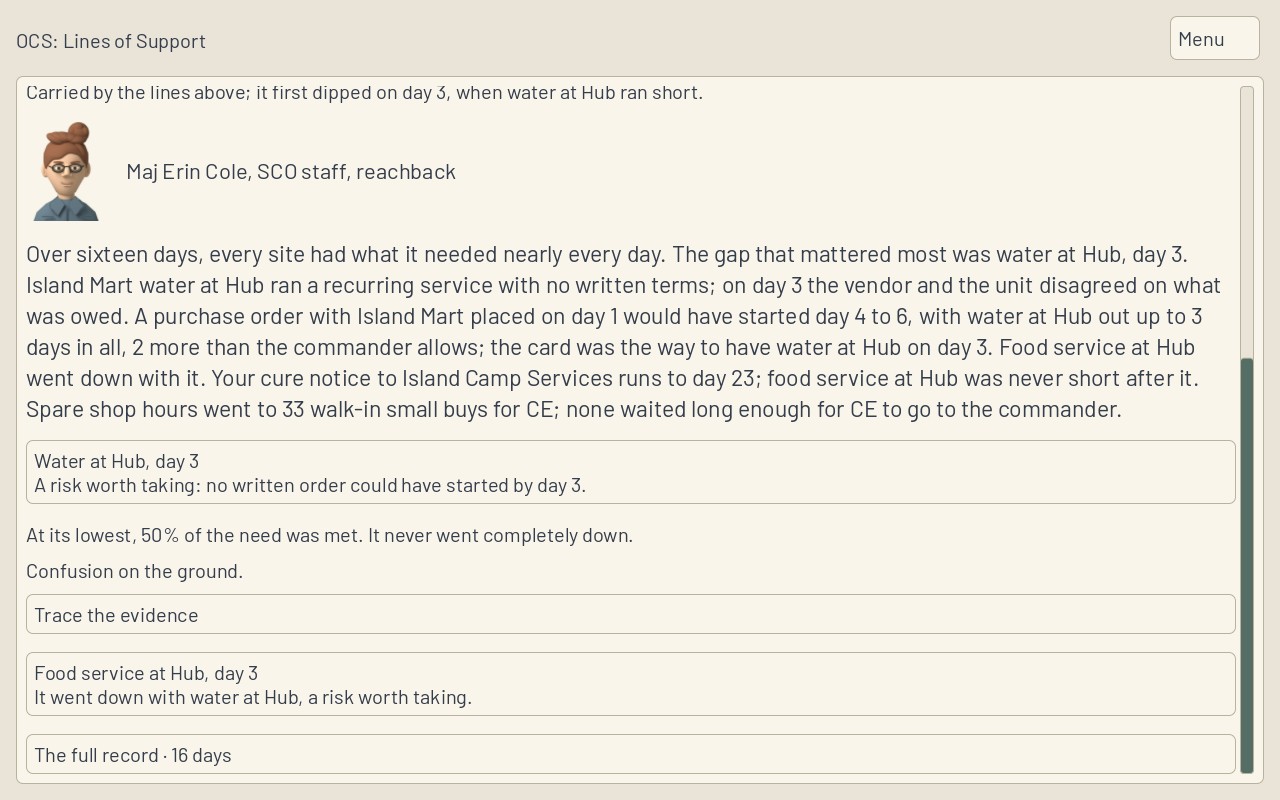 OCS: Lines of Support
Menu
Carried by the lines above; it first dipped on day 3, when water at Hub ran short.
Maj Erin Cole, SCO staff, reachback
Over sixteen days, every site had what it needed nearly every day. The gap that mattered most was water at Hub, day 3.
Island Mart water at Hub ran a recurring service with no written terms; on day 3 the vendor and the unit disagreed on what
was owed. A purchase order with Island Mart placed on day 1 would have started day 4 to 6, with water at Hub out up to 3
days in all, 2 more than the commander allows; the card was the way to have water at Hub on day 3. Food service at Hub
went down with it. Your cure notice to Island Camp Services runs to day 23; food service at Hub was never short after it.
Spare shop hours went to 33 walk-in small buys for CE; none waited long enough for CE to go to the commander.
Water at Hub, day 3
A risk worth taking: no written order could have started by day 3.
At its lowest, 50% of the need was met. It never went completely down.
Confusion on the ground.
Trace the evidence
Food service at Hub, day 3
It went down with water at Hub, a risk worth taking.
The full record · 16 days